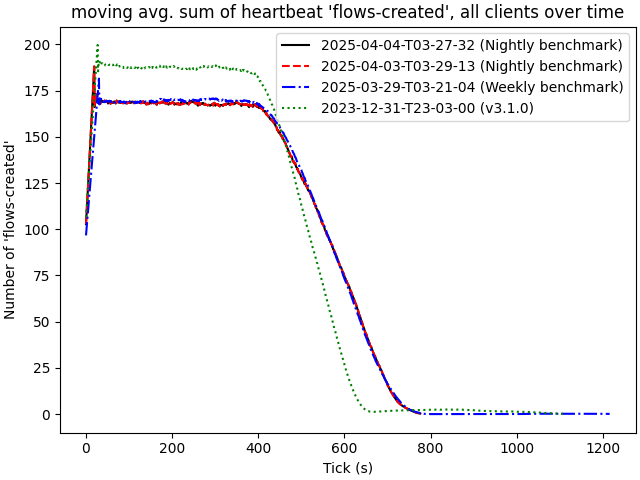 moving avg. sum of heartbeat 'flows-created', all clients over time
2025-04-04-T03-27-32 (Nightly benchmark)
2025-04-03-T03-29-13 (Nightly benchmark)
2025-03-29-T03-21-04 (Weekly benchmark)
2023-12-31-T23-03-00 (v3.1.0)
Number of 'flows-created'
200
175
150
125
100
75
50
25
0
0 200 400 600 800 1000 1200
Tick (s)